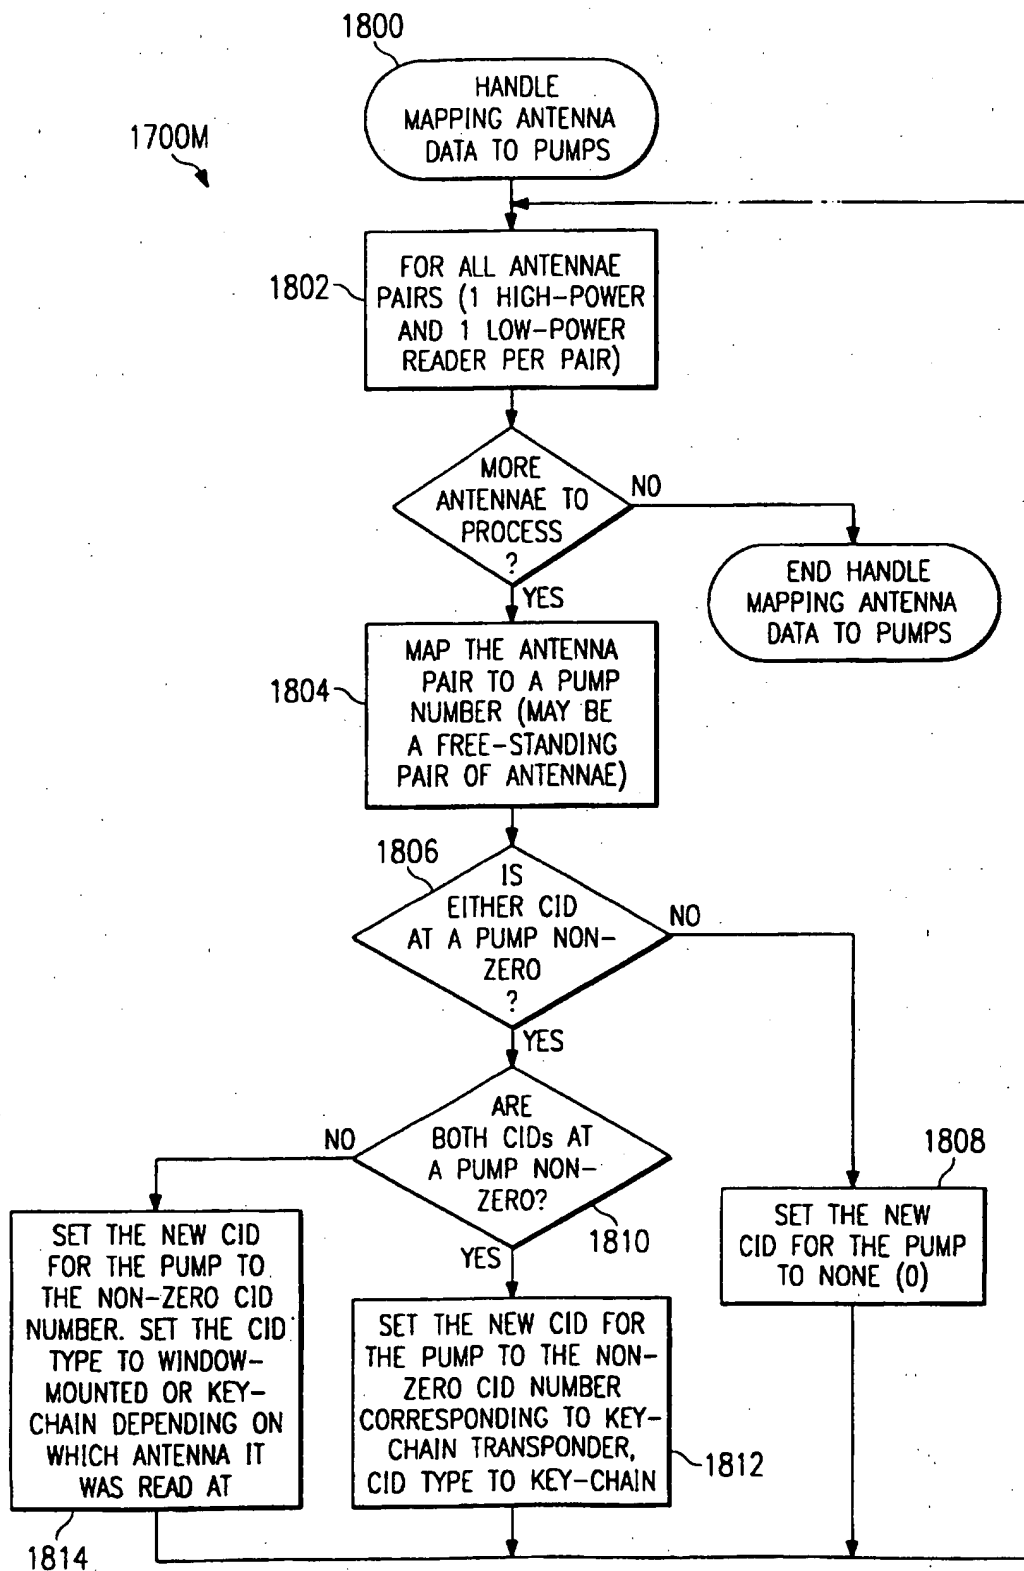 1800
HANDLE
MAPPING ANTENNA
DATA TO PUMPS
1700M
1802
FOR ALL ANTENNAE
PAIRS (1 HIGH-POWER
AND 1 LOW-POWER
READER PER PAIR)
MORE
ANTENNAE TO
PROCESS
?
NO
YES
END HANDLE
MAPPING ANTENNA
DATA TO PUMPS
1804
MAP THE ANTENNA
PAIR TO A PUMP
NUMBER (MAY BE
A FREE-STANDING
PAIR OF ANTENNAE)
1806
IS
EITHER CID
AT A PUMP NON-
ZERO
?
NO
YES
ARE
BOTH CIDs AT
A PUMP NON-
ZERO?
NO
1810
YES
1808
SET THE NEW
CID FOR THE PUMP
TO NONE (0)
SET THE NEW CID
FOR THE PUMP TO
THE NON-ZERO CID
NUMBER. SET THE CID
TYPE TO WINDOW-
MOUNTED OR KEY-
CHAIN DEPENDING ON
WHICH ANTENNA IT
WAS READ AT
1814
SET THE NEW CID FOR
THE PUMP TO THE NON-
ZERO CID NUMBER
CORRESPONDING TO KEY-
CHAIN TRANSPONDER,
CID TYPE TO KEY-CHAIN
1812